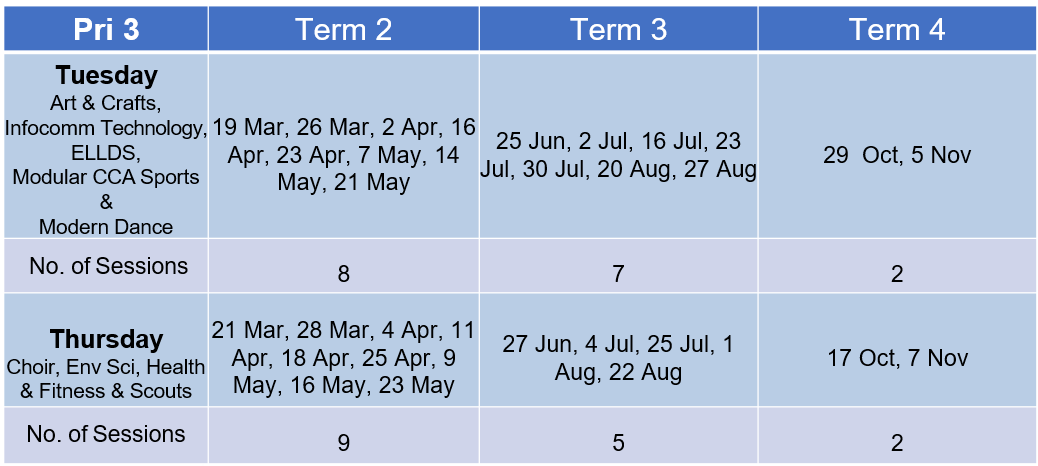 Pri 3 Term 2 Term 3 Term 4
Tuesday
Art & Crafts,
Infocomm Technology,
ELLDS,
Modular CCA Sports
&
Modern Dance
19 Mar, 26 Mar, 2 Apr, 16
Apr, 23 Apr, 7 May, 14
May, 21 May
25 Jun, 2 Jul, 16 Jul, 23
Jul, 30 Jul, 20 Aug, 27 Aug
29 Oct, 5 Nov
No. of Sessions 8 7 2
Thursday
Choir, Env Sci, Health
& Fitness & Scouts
21 Mar, 28 Mar, 4 Apr, 11
Apr, 18 Apr, 25 Apr, 9
May, 16 May, 23 May
27 Jun, 4 Jul, 25 Jul, 1
Aug, 22 Aug
17 Oct, 7 Nov
No. of Sessions 9 5 2